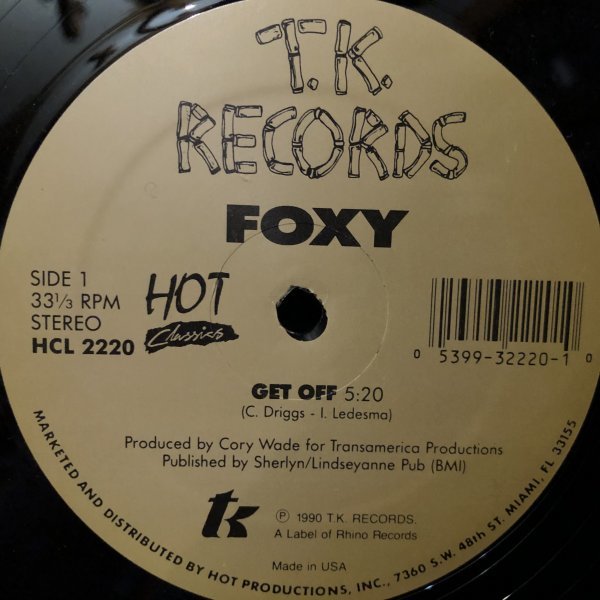 T.K.
RECORDS
FOXY
SIDE 1
33⅓ RPM
STEREO
HCL 2220
HOT
Classics
0 5399-32220-1 0
GET OFF 5:20
(C. Driggs - I. Ledesma)
Produced by Cory Wade for Transamerica Productions
Published by Sherlyn/Lindseyanne Pub (BMI)
tk
℗ 1990 T.K. RECORDS.
A Label of Rhino Records
Made in USA
MARKETED AND DISTRIBUTED BY HOT PRODUCTIONS, INC., 7360 S.W. 48th ST. MIAMI, FL 33155